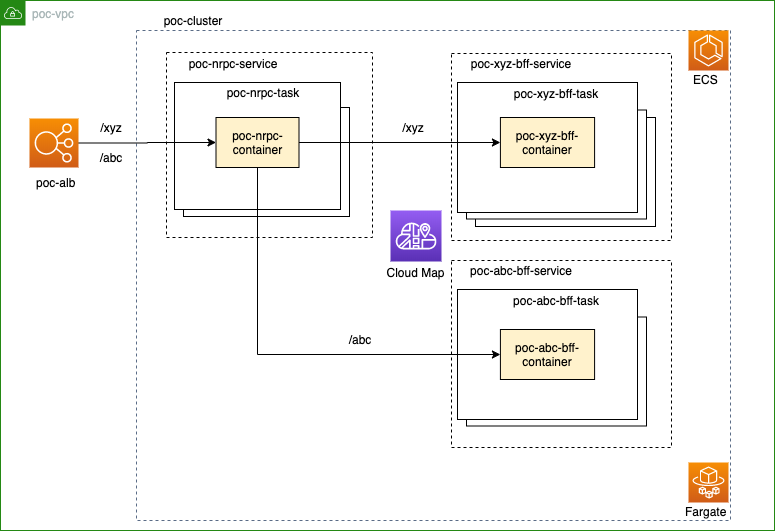 poc-vpc
poc-cluster
poc-nrpc-service
poc-nrpc-task
poc-nrpc-
container
/xyz
/abc
poc-alb
/xyz
poc-xyz-bff-service
poc-xyz-bff-task
poc-xyz-bff-
container
ECS
Cloud Map
poc-abc-bff-service
poc-abc-bff-task
poc-abc-bff-
container
/abc
Fargate